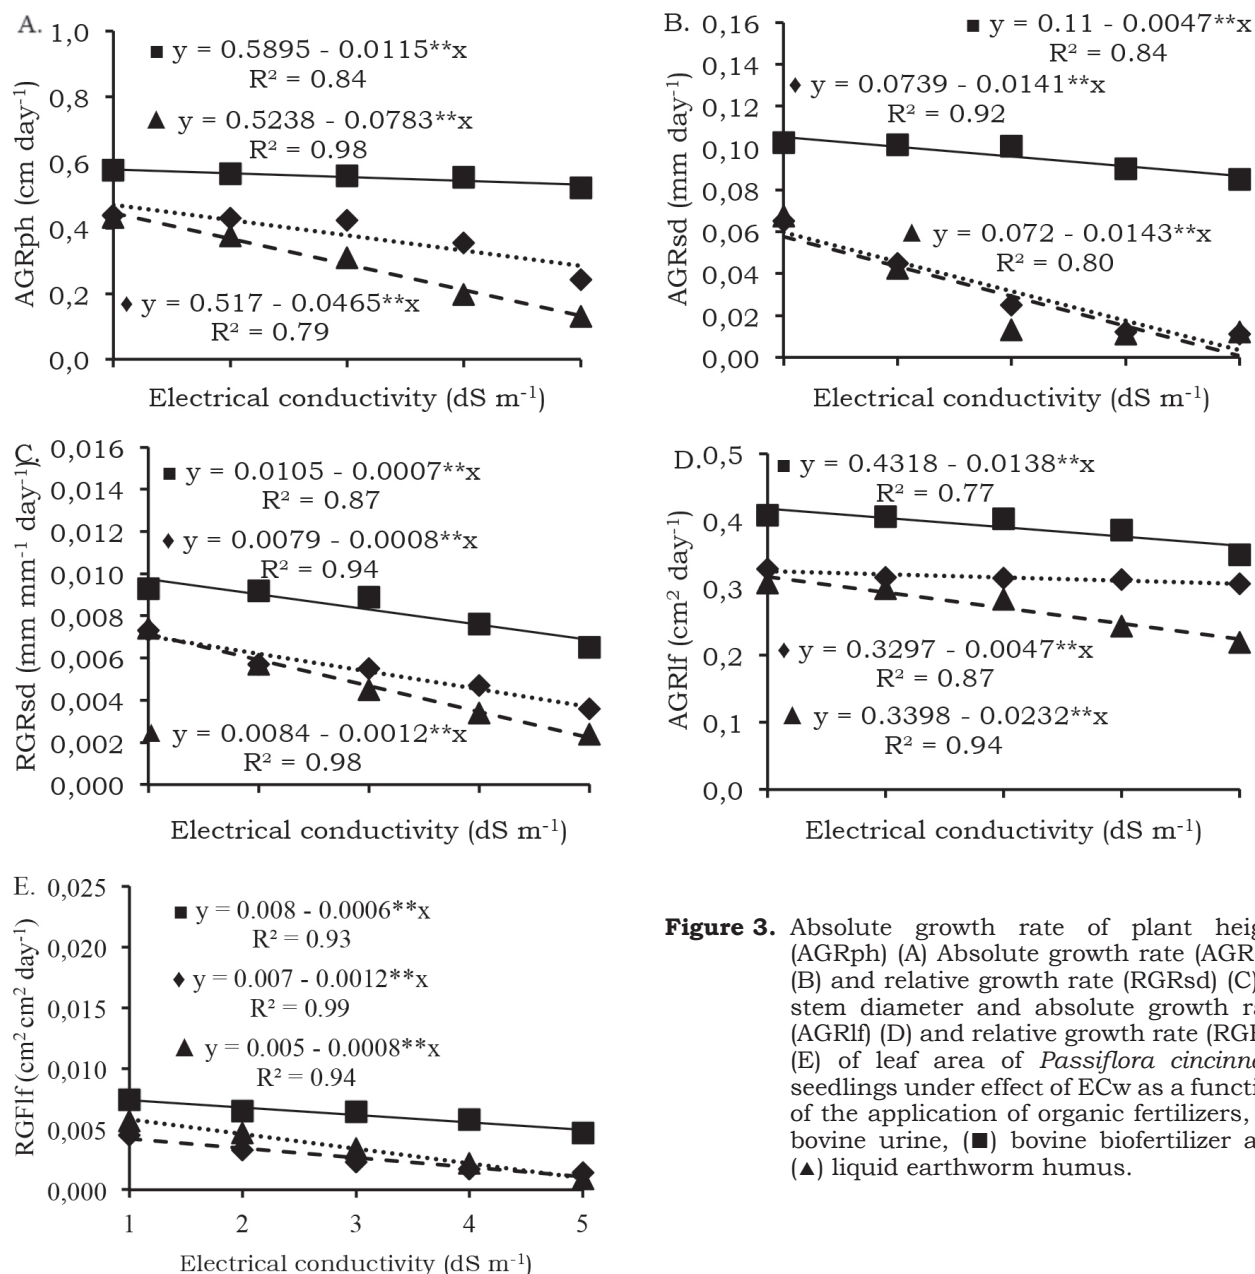 A.
1,0
0,8
0,6
0,4
0,2
0,0
AGRph (cm day⁻¹)
■ y = 0.5895 - 0.0115**x
R² = 0.84
▲ y = 0.5238 - 0.0783**x
R² = 0.98
♦ y = 0.517 - 0.0465**x
R² = 0.79
Electrical conductivity (dS m⁻¹)
B.
0,16
0,14
0,12
0,10
0,08
0,06
0,04
0,02
0,00
AGRsd (mm day⁻¹)
■ y = 0.11 - 0.0047**x
R² = 0.84
♦ y = 0.0739 - 0.0141**x
R² = 0.92
▲ y = 0.072 - 0.0143**x
R² = 0.80
Electrical conductivity (dS m⁻¹)
C.
0,016
0,014
0,012
0,010
0,008
0,006
0,004
0,002
0,000
RGRsd (mm mm⁻¹ day⁻¹)
■ y = 0.0105 - 0.0007**x
R² = 0.87
♦ y = 0.0079 - 0.0008**x
R² = 0.94
▲ y = 0.0084 - 0.0012**x
R² = 0.98
Electrical conductivity (dS m⁻¹)
D.
0,5
0,4
0,3
0,2
0,1
0,0
AGRlf (cm² day⁻¹)
■ y = 0.4318 - 0.0138**x
R² = 0.77
♦ y = 0.3297 - 0.0047**x
R² = 0.87
▲ y = 0.3398 - 0.0232**x
R² = 0.94
Electrical conductivity (dS m⁻¹)
E.
0,025
0,020
0,015
0,010
0,005
0,000
RGFlf (cm² cm² day⁻¹)
■ y = 0.008 - 0.0006**x
R² = 0.93
♦ y = 0.007 - 0.0012**x
R² = 0.99
▲ y = 0.005 - 0.0008**x
R² = 0.94
1 2 3 4 5
Electrical conductivity (dS m⁻¹)
Figure 3. Absolute growth rate of plant heig
(AGRph) (A) Absolute growth rate (AGR
(B) and relative growth rate (RGRsd) (C)
stem diameter and absolute growth ra
(AGRlf) (D) and relative growth rate (RGR
(E) of leaf area of Passiflora cincinna
seedlings under effect of ECw as a functi
of the application of organic fertilizers,
bovine urine, (■) bovine biofertilizer a
(▲) liquid earthworm humus.